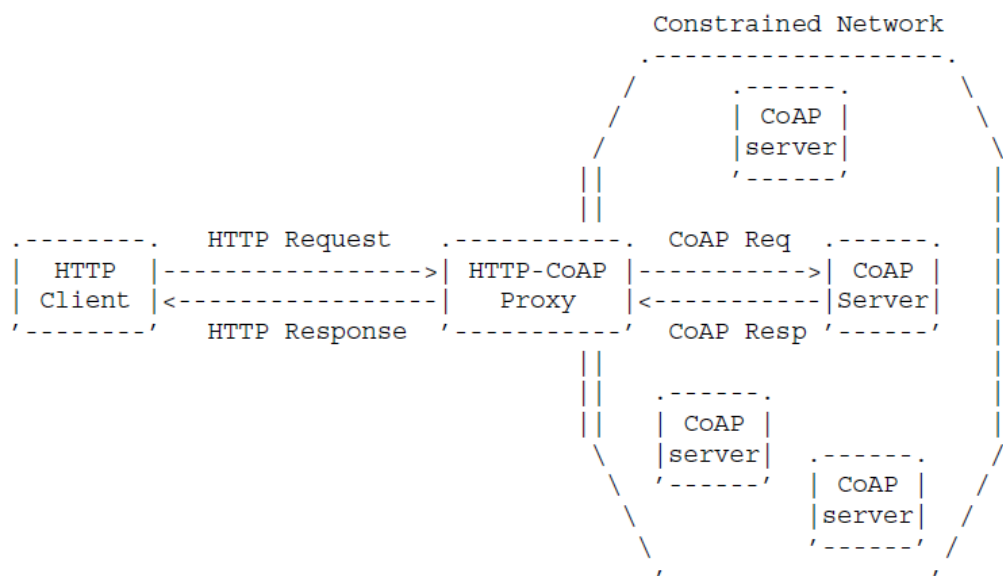 Constrained Network
CoAP
server
HTTP Request CoAP Req
HTTP HTTP-CoAP CoAP
Client Proxy Server
HTTP Response CoAP Resp
CoAP
server
CoAP
server